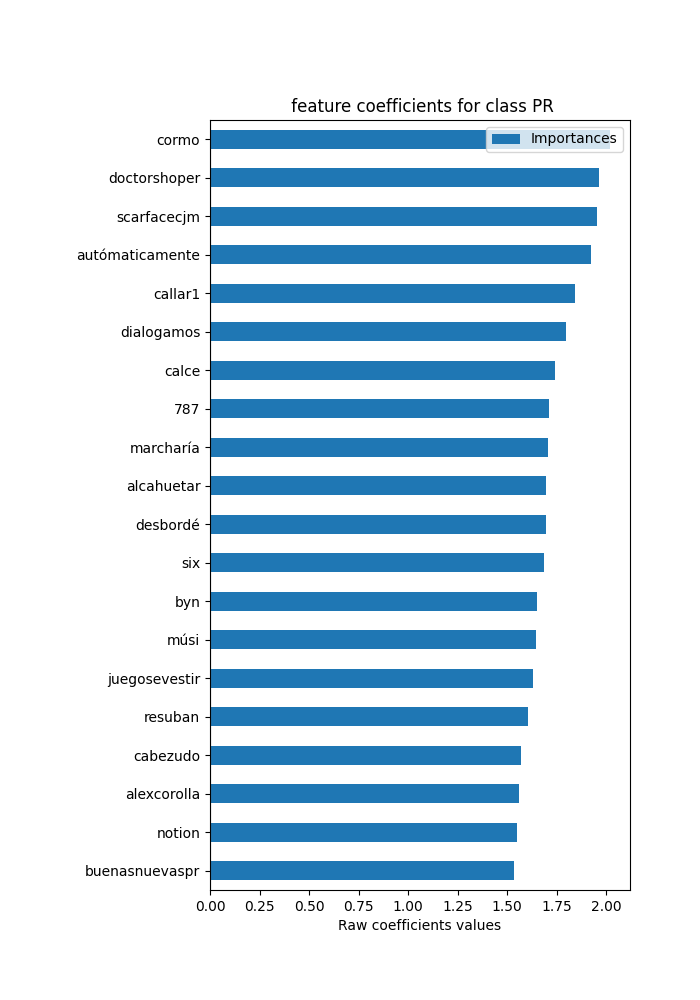 feature coefficients for class PR
Importances
cormo
doctorshoper
scarfacecjm
autómaticamente
callar1
dialogamos
calce
787
marcharía
alcahuetar
desbordé
six
byn
músi
juegosevestir
resuban
cabezudo
alexcorolla
notion
buenasnuevaspr
0.00 0.25 0.50 0.75 1.00 1.25 1.50 1.75 2.00
Raw coefficients values